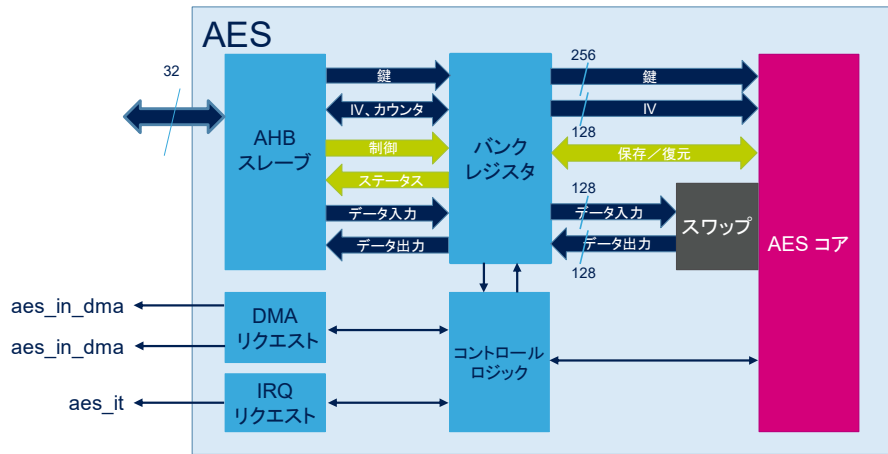 AES
32
AHB
スレーブ
鍵
IV、カウンタ
制御
ステータス
データ入力
データ出力
バンク
レジスタ
256
鍵
128
IV
128
保存／復元
128
データ入力
データ出力
128
スワップ
AES コア
aes_in_dma
aes_in_dma
DMA
リクエスト
コントロール
ロジック
aes_it
IRQ
リクエスト